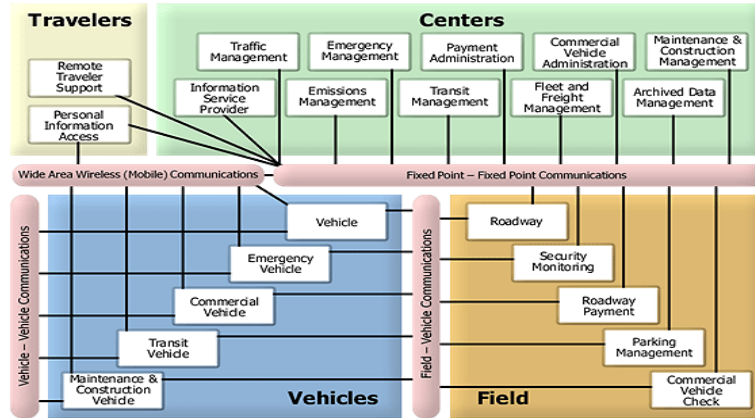 Travelers
Centers
Remote
Traveler
Support
Personal
Information
Access
Traffic
Management
Emergency
Management
Payment
Administration
Commercial
Vehicle
Administration
Maintenance &
Construction
Management
Information
Service
Provider
Emissions
Management
Transit
Management
Fleet and
Freight
Management
Archived Data
Management
Wide Area Wireless (Mobile) Communications
Fixed Point – Fixed Point Communications
Vehicle – Vehicle Communications
Vehicle
Emergency
Vehicle
Commercial
Vehicle
Transit
Vehicle
Maintenance &
Construction
Vehicle
Vehicles
Field – Vehicle Communications
Roadway
Security
Monitoring
Roadway
Payment
Parking
Management
Commercial
Vehicle
Check
Field